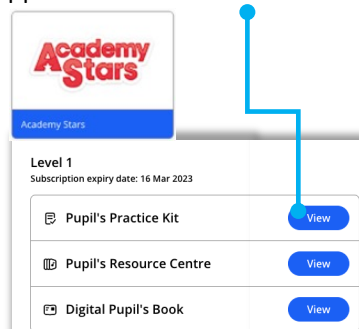 Academy
Stars
Academy Stars
Level 1
Subscription expiry date: 16 Mar 2023
Pupil's Practice Kit View
Pupil's Resource Centre View
Digital Pupil's Book View